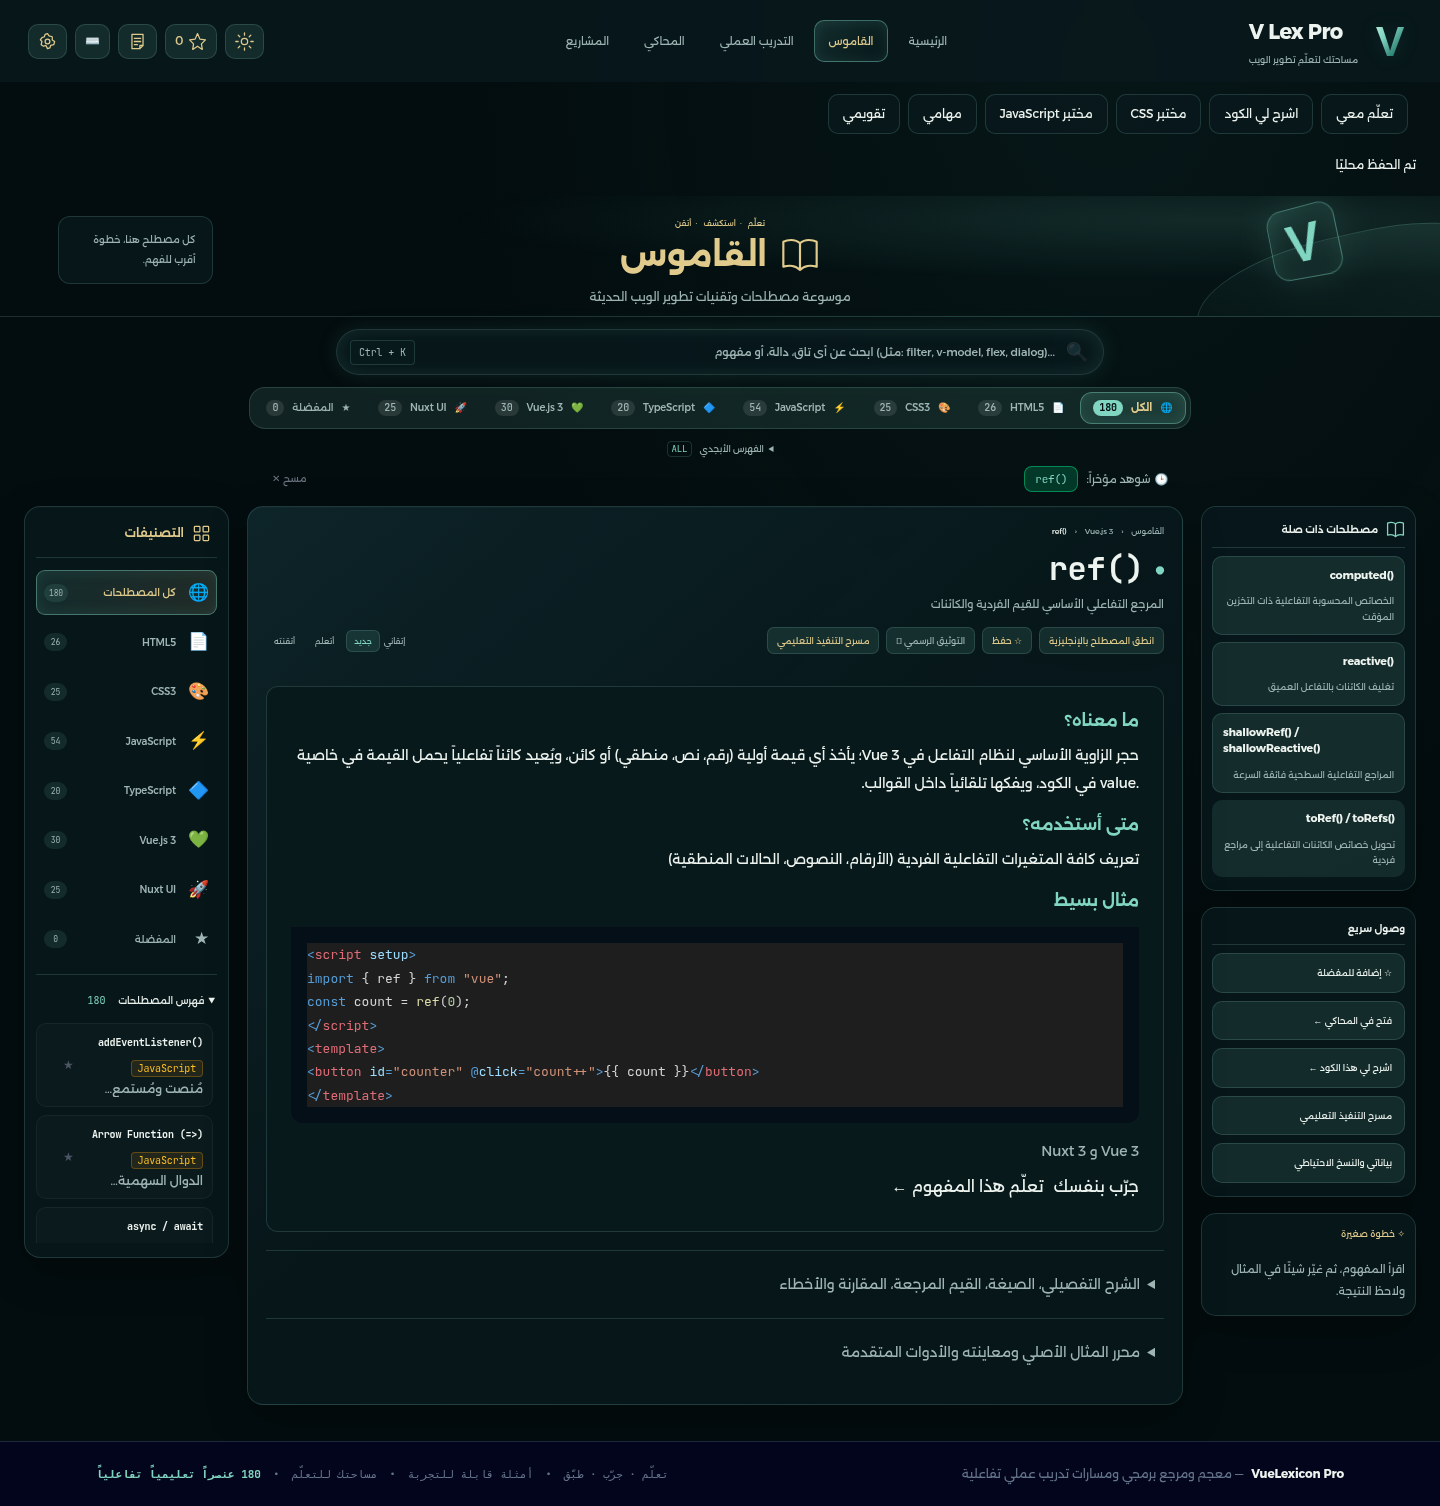 V Lex Pro
V
مساحتك لتعلّم تطوير الويب
الرئيسية
القاموس
التدريب العملي
المحاكي
المشاريع
0
تعلّم معي
اشرح لي الكود
مختبر CSS
مختبر JavaScript
مهامي
تقويمي
تم الحفظ محليًا
V
تعلّم · استكشف · أتقن
القاموس
موسوعة مصطلحات وتقنيات تطوير الويب الحديثة
كل مصطلح هنا، خطوة
أقرب للفهم.
ابحث عن أي تاق، دالة، أو مفهوم (مثل: filter, v-model, flex, dialog)...
Ctrl + K
الكل 180
HTML5 26
CSS3 25
JavaScript 54
TypeScript 20
Vue.js 3 30
Nuxt UI 25
★ المفضلة 0
◂ الفهرس الأبجدي ALL
شوهد مؤخراً: ref()
مسح ✕
مصطلحات ذات صلة
computed()
الخصائص المحسوبة التفاعلية ذات التخزين
المؤقت
reactive()
تغليف الكائنات بالتفاعل العميق
shallowRef() /
shallowReactive()
المراجع التفاعلية السطحية فائقة السرعة
toRef() / toRefs()
تحويل خصائص الكائنات التفاعلية إلى مراجع
فردية
وصول سريع
☆ إضافة للمفضلة
فتح في المحاكي ←
اشرح لي هذا الكود ←
مسرح التنفيذ التعليمي
بياناتي والنسخ الاحتياطي
✧ خطوة صغيرة
اقرأ المفهوم، ثم غيّر شيئًا في المثال
ولاحظ النتيجة.
القاموس › Vue.js 3 › ref()
ref()
المرجع التفاعلي الأساسي للقيم الفردية والكائنات
انطق المصطلح بالإنجليزية
☆ حفظ
التوثيق الرسمي
مسرح التنفيذ التعليمي
إتقاني
جديد
أتعلم
أتقنته
ما معناه؟
حجر الزاوية الأساسي لنظام التفاعل في Vue 3؛ يأخذ أي قيمة أولية (رقم، نص، منطقي) أو كائن، ويُعيد كائناً تفاعلياً يحمل القيمة في خاصية
.value في الكود، ويفكها تلقائياً داخل القوالب.
متى أستخدمه؟
تعريف كافة المتغيرات التفاعلية الفردية (الأرقام، النصوص، الحالات المنطقية)
مثال بسيط
<script setup>
import { ref } from "vue";
const count = ref(0);
</script>
<template>
<button id="counter" @click="count++">{{ count }}</button>
</template>
Vue 3 و Nuxt 3
جرّب بنفسك تعلّم هذا المفهوم ←
◂ الشرح التفصيلي، الصيغة، القيم المرجعة، المقارنة والأخطاء
◂ محرر المثال الأصلي ومعاينته والأدوات المتقدمة
التصنيفات
كل المصطلحات 180
HTML5 26
CSS3 25
JavaScript 54
TypeScript 20
Vue.js 3 30
Nuxt UI 25
★ المفضلة 0
▾ فهرس المصطلحات 180
addEventListener()
JavaScript ★
مُنصت ومُستمع...
Arrow Function (=>)
JavaScript ★
الدوال السهمية...
async / await
VueLexicon Pro — معجم ومرجع برمجي ومسارات تدريب عملي تفاعلية
تعلّم · جرّب · طبّق • أمثلة قابلة للتجربة • مساحتك للتعلّم • 180 عنصراً تعليمياً تفاعلياً